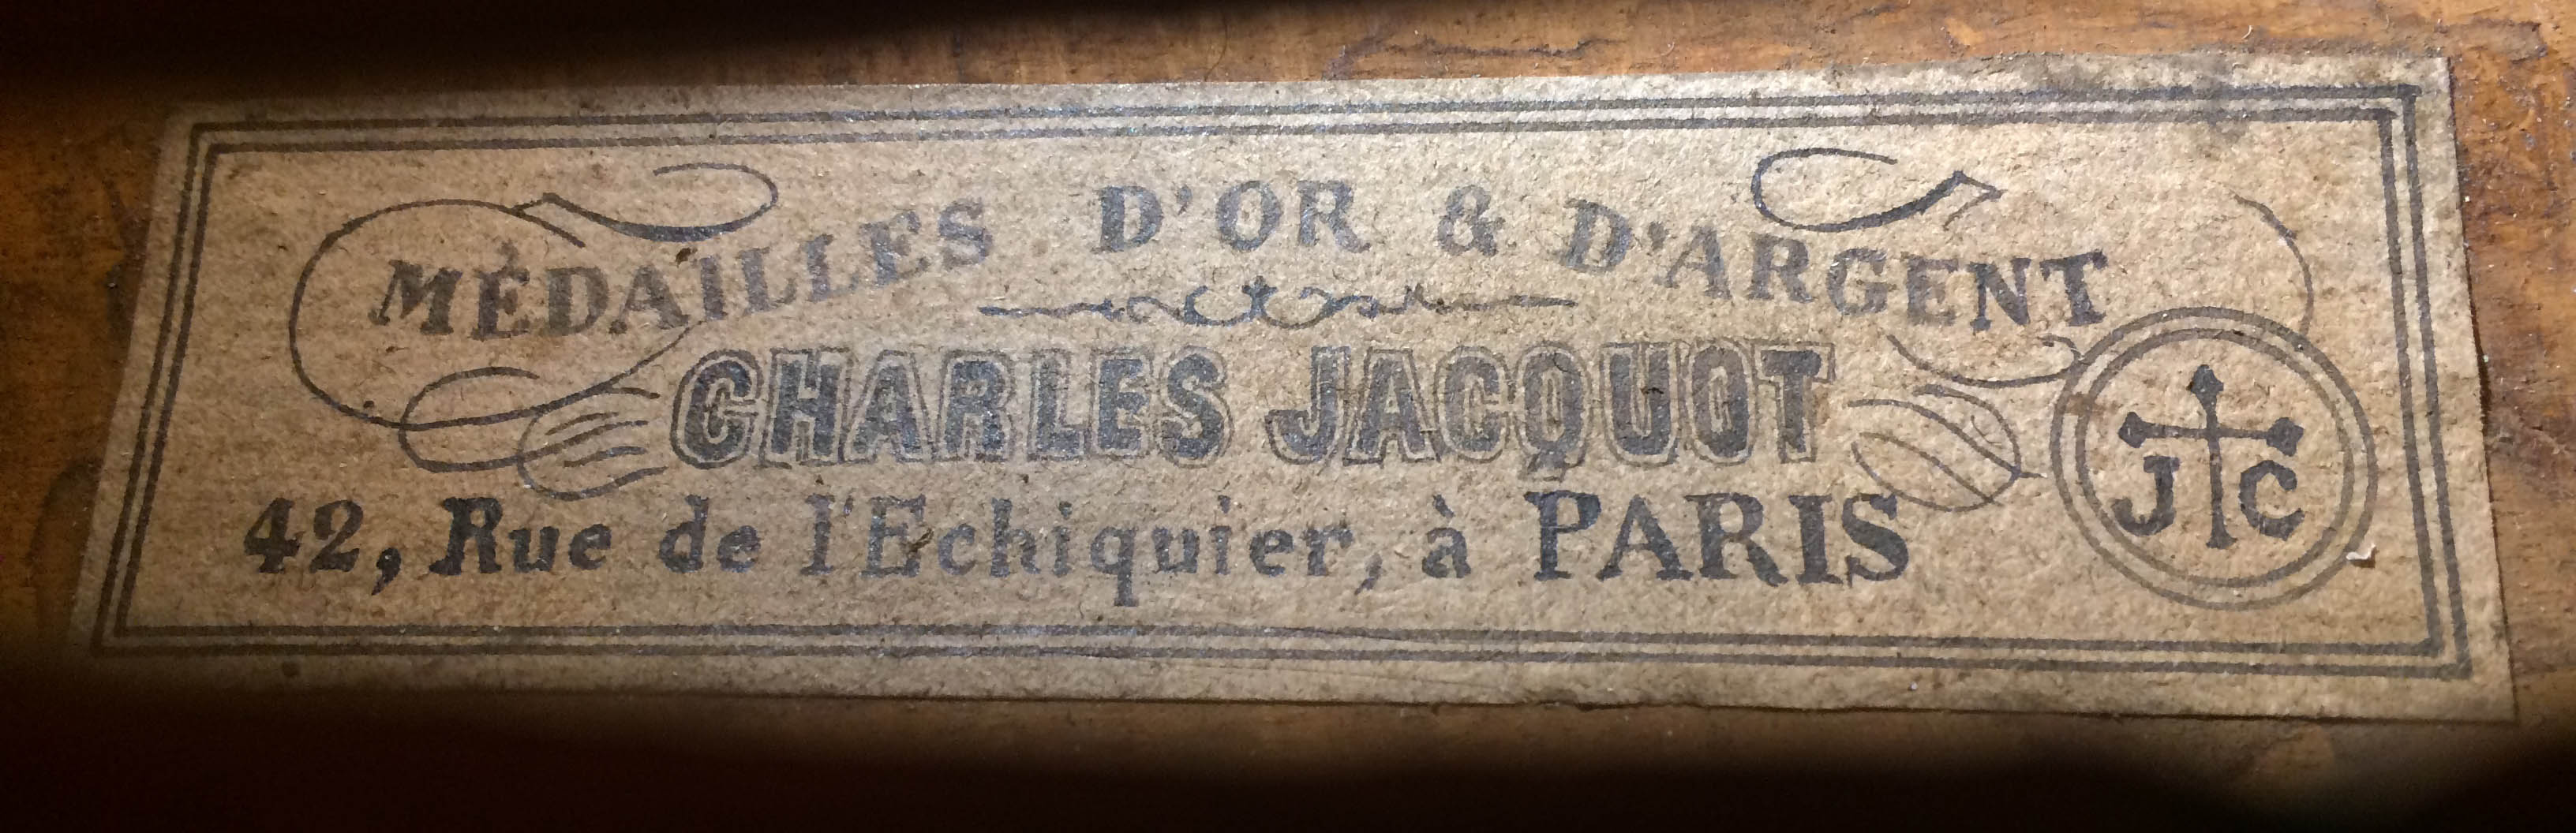 MÉDAILLES D'OR & D'ARGENT
CHARLES JACQUOT
42, Rue de l'Echiquier, à PARIS
J C